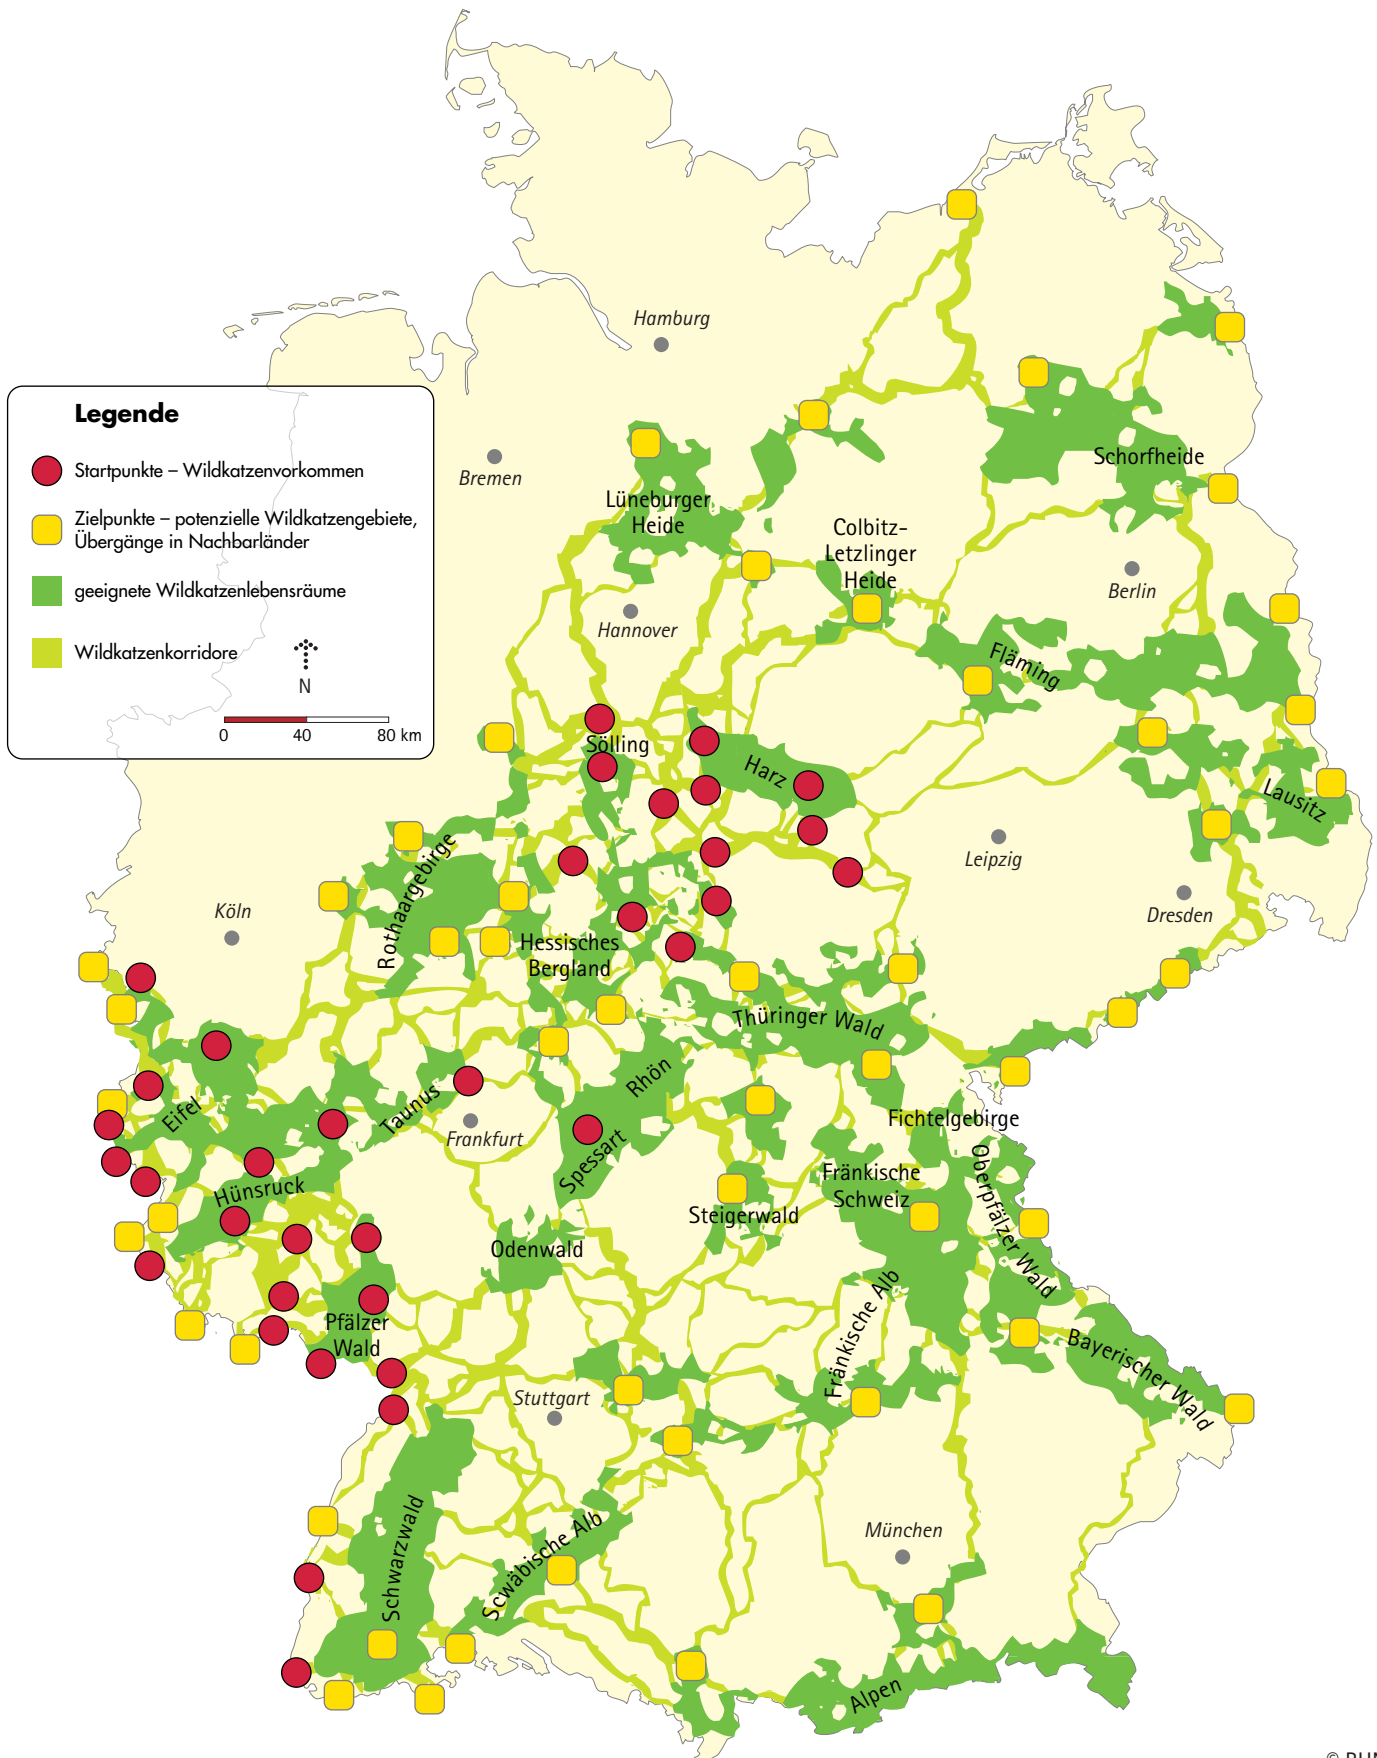 Hamburg
Legende
Startpunkte – Wildkatzenvorkommen
Zielpunkte – potenzielle Wildkatzengebiete,
Übergänge in Nachbarländer
geeignete Wildkatzenlebensräume
Wildkatzenkorridore
N
0 40 80 km
Bremen
Schorfheide
Lüneburger
Heide
Colbitz-
Letzlinger
Heide
Berlin
Hannover
Fläming
Sölling
Harz
Lausitz
Leipzig
Rothaargebirge
Köln
Dresden
Hessisches
Bergland
Thüringer Wald
Rhön
Eifel
Taunus
Frankfurt
Fichtelgebirge
Spessart
Fränkische
Schweiz
Oberpfälzer Wald
Hünsruck
Steigerwald
Odenwald
Fränkische Alb
Pfälzer
Wald
Bayerischer Wald
Stuttgart
Schwarzwald
Scwäbische Alb
München
Alpen